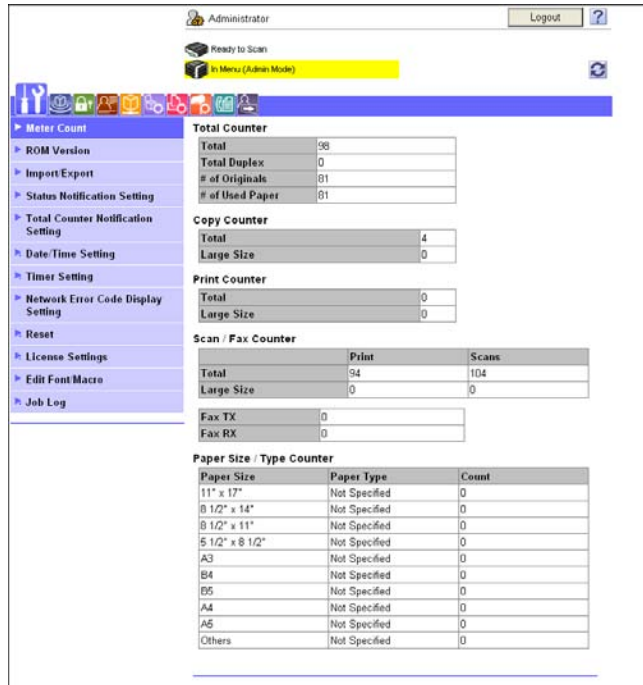 Administrator
Logout
?
Ready to Scan
In Menu (Admin Mode)
Meter Count
ROM Version
Import/Export
Status Notification Setting
Total Counter Notification
Setting
Date/Time Setting
Timer Setting
Network Error Code Display
Setting
Reset
License Settings
Edit Font/Macro
Job Log
Total Counter
Total 98
Total Duplex 0
# of Originals 81
# of Used Paper 81
Copy Counter
Total 4
Large Size 0
Print Counter
Total 0
Large Size 0
Scan / Fax Counter
Print Scans
Total 94 104
Large Size 0 0
Fax TX 0
Fax RX 0
Paper Size / Type Counter
Paper Size Paper Type Count
11" x 17" Not Specified 0
8 1/2" x 14" Not Specified 0
8 1/2" x 11" Not Specified 0
5 1/2" x 8 1/2" Not Specified 0
A3 Not Specified 0
B4 Not Specified 0
B5 Not Specified 0
A4 Not Specified 0
A5 Not Specified 0
Others Not Specified 0